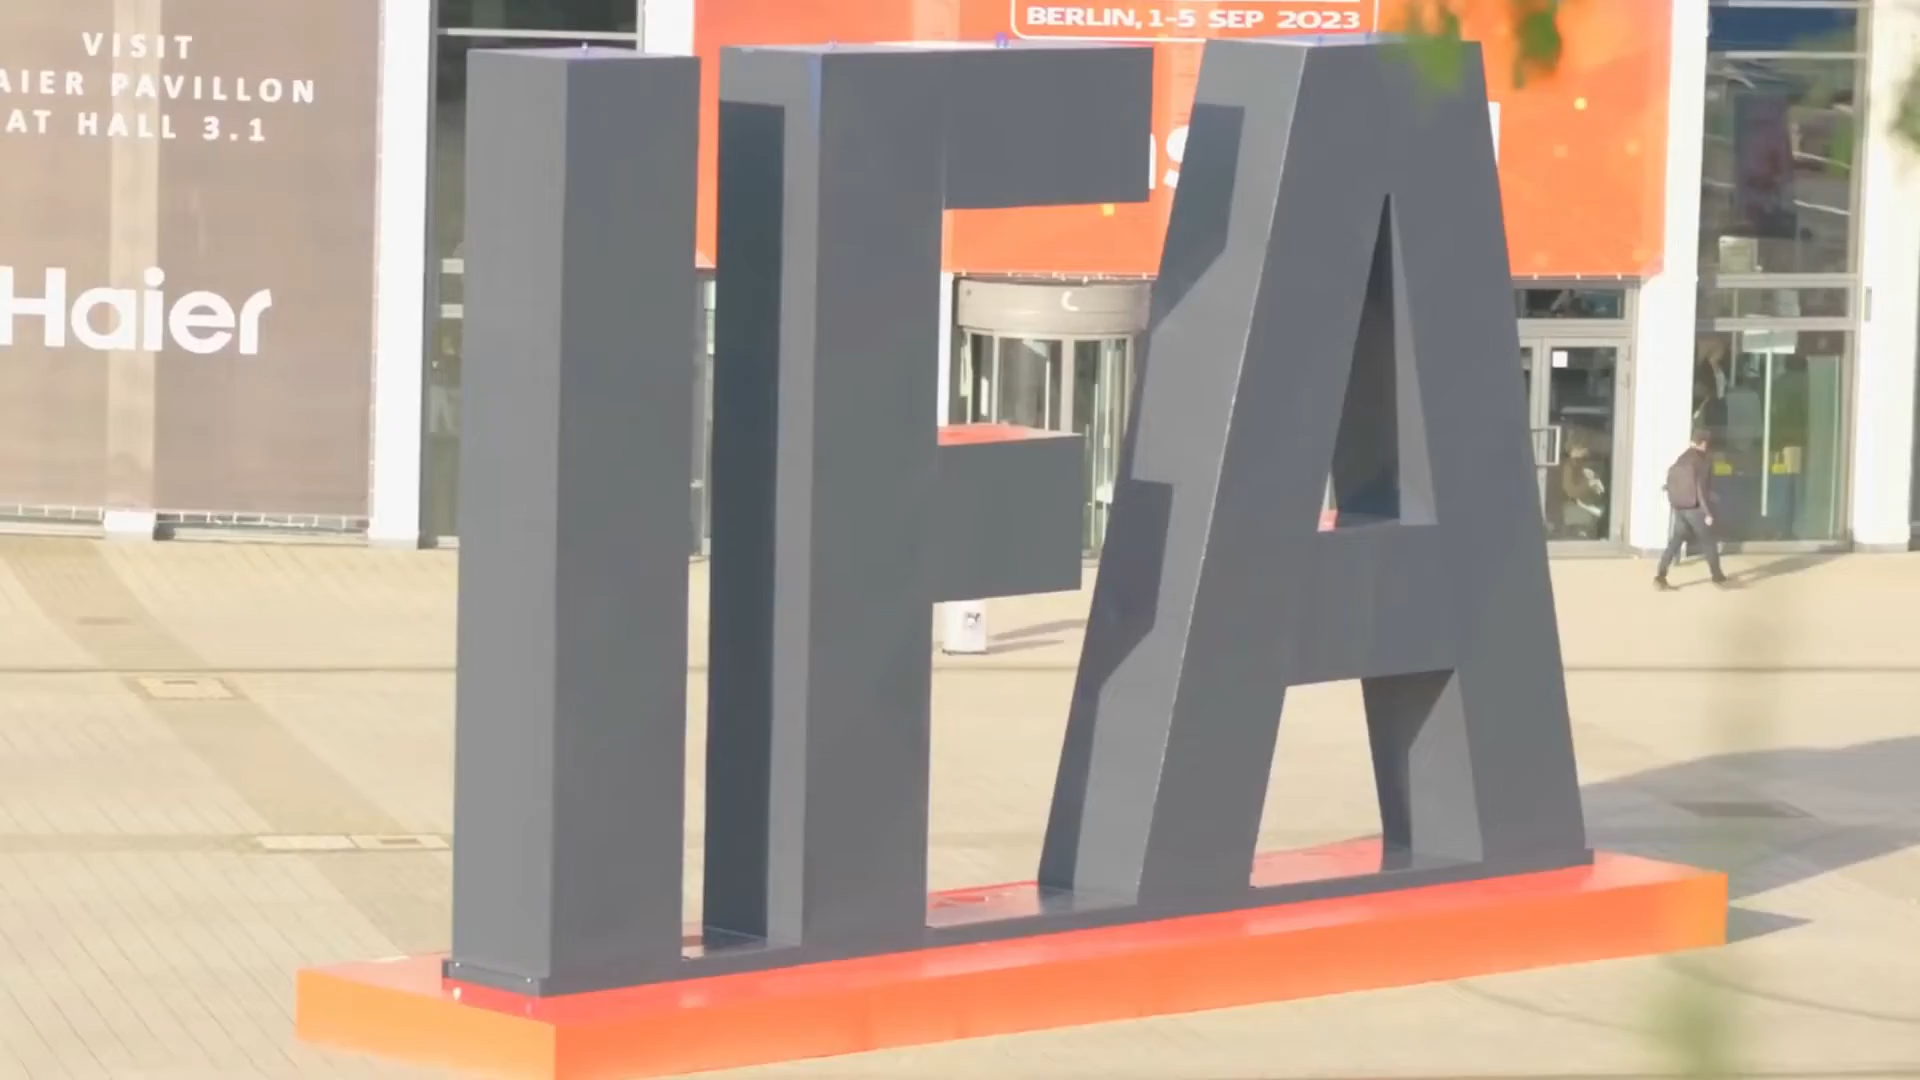 VISIT
AIER PAVILLON
AT HALL 3.1
Haier
BERLIN, 1-5 SEP 2023
IFA